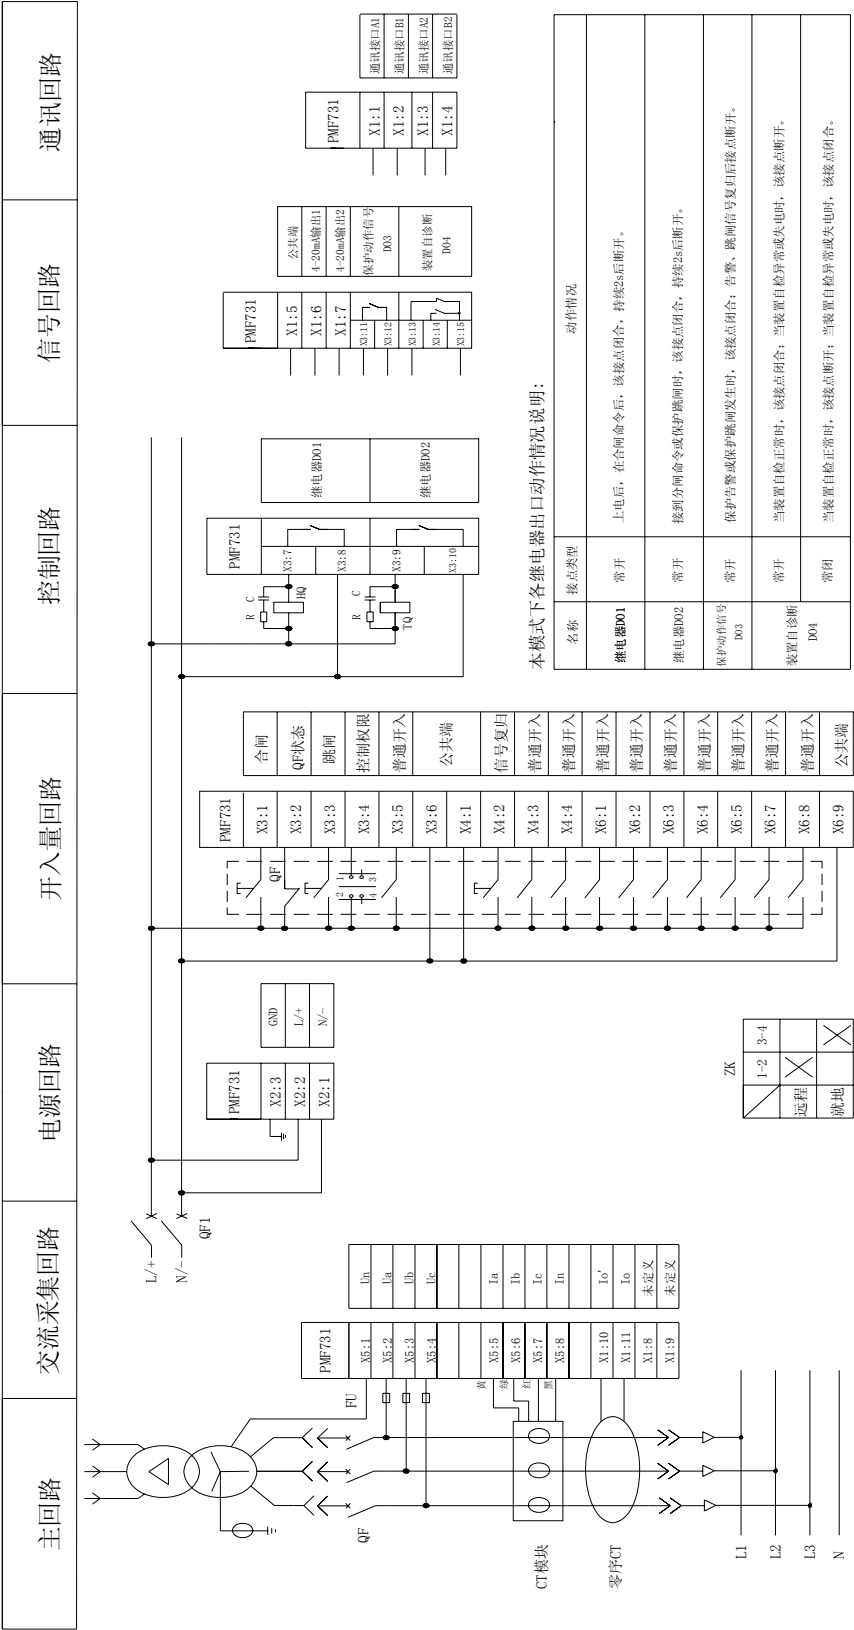 主回路
交流采集回路
电源回路
开入量回路
控制回路
信号回路
通讯回路
QF
CT模块
零序CT
L1
L2
L3
N
FU
黄
绿
红
黑
PMF731
X5:1 Un
X5:2 Ua
X5:3 Ub
X5:4 Uc
X5:5 Ia
X5:6 Ib
X5:7 Ic
X5:8 In
X1:10 Io'
X1:11 Io
X1:8 未定义
X1:9 未定义
L/+
N/-
QF1
PMF731
X2:3 GND
X2:2 L/+
X2:1 N/-
ZK
1-2 3-4
远程
就地
QF
2 1
4 3
PMF731
X3:1 合闸
X3:2 QF状态
X3:3 跳闸
X3:4 控制权限
X3:5 普通开入
X3:6 公共端
X4:1
X4:2 信号复归
X4:3 普通开入
X4:4 普通开入
X6:1 普通开入
X6:2 普通开入
X6:3 普通开入
X6:4 普通开入
X6:5 普通开入
X6:7 普通开入
X6:8 普通开入
X6:9 公共端
R C
HQ
R C
TQ
PMF731
X3:7 继电器DO1
X3:8
X3:9 继电器DO2
X3:10
PMF731
X1:5 公共端
X1:6 4-20mA输出1
X1:7 4-20mA输出2
X3:11 保护动作信号
X3:12 DO3
X3:13 装置自诊断
X3:14 DO4
X3:15
PMF731
X1:1 通讯接口A1
X1:2 通讯接口B1
X1:3 通讯接口A2
X1:4 通讯接口B2
本模式下各继电器出口动作情况说明:
名称 接点类型 动作情况
继电器DO1 常开 上电后，在合闸命令后，该接点闭合，持续2s后断开。
继电器DO2 常开 接到分闸命令或保护跳闸时，该接点闭合，持续2s后断开。
保护动作信号
DO3 常开 保护告警或保护跳闸发生时，该接点闭合；告警、跳闸信号复归后接点断开。
装置自诊断
DO4
常开 当装置自检正常时，该接点闭合；当装置自检异常或失电时，该接点断开。
常闭 当装置自检正常时，该接点断开；当装置自检异常或失电时，该接点闭合。